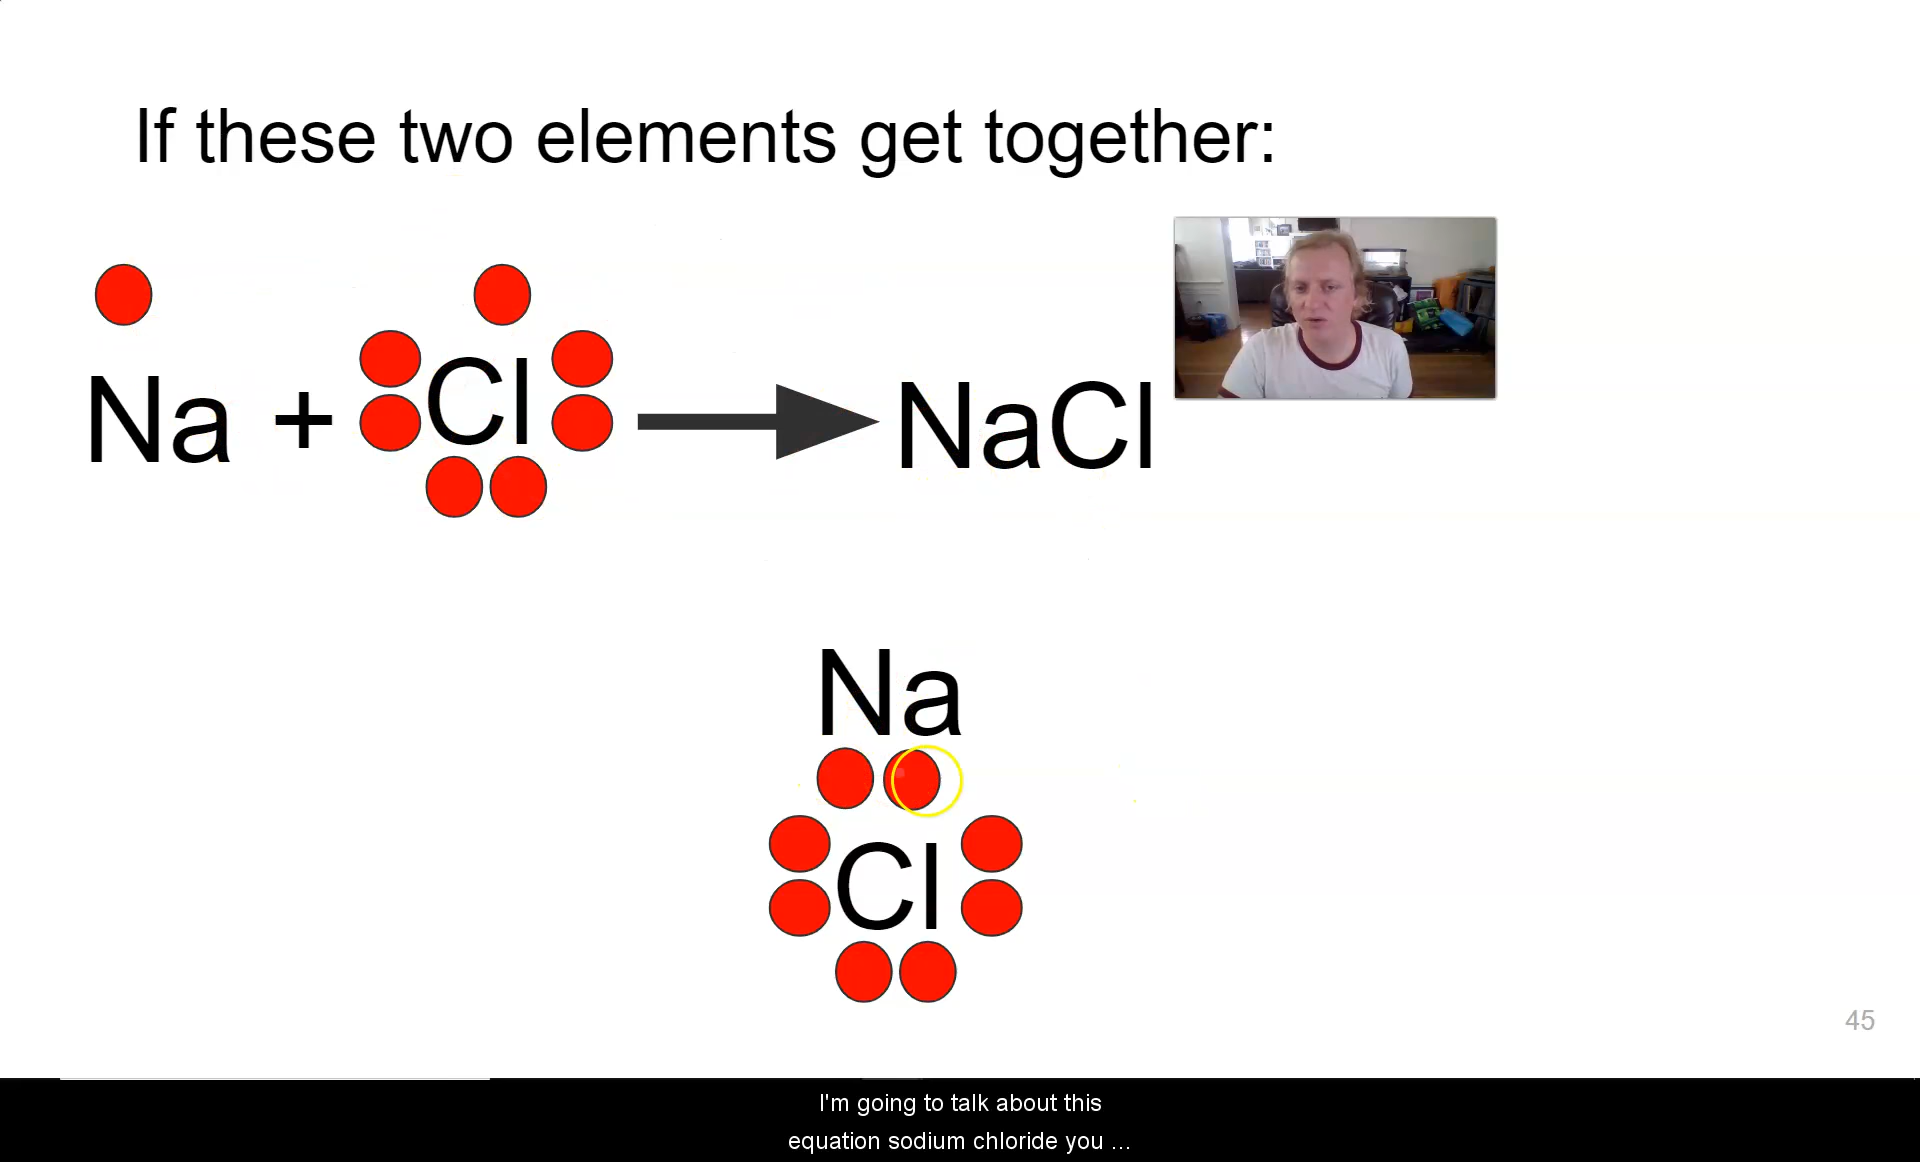 If these two elements get together:
Na + Cl NaCl
Na
Cl
45
I'm going to talk about this
equation sodium chloride you ...